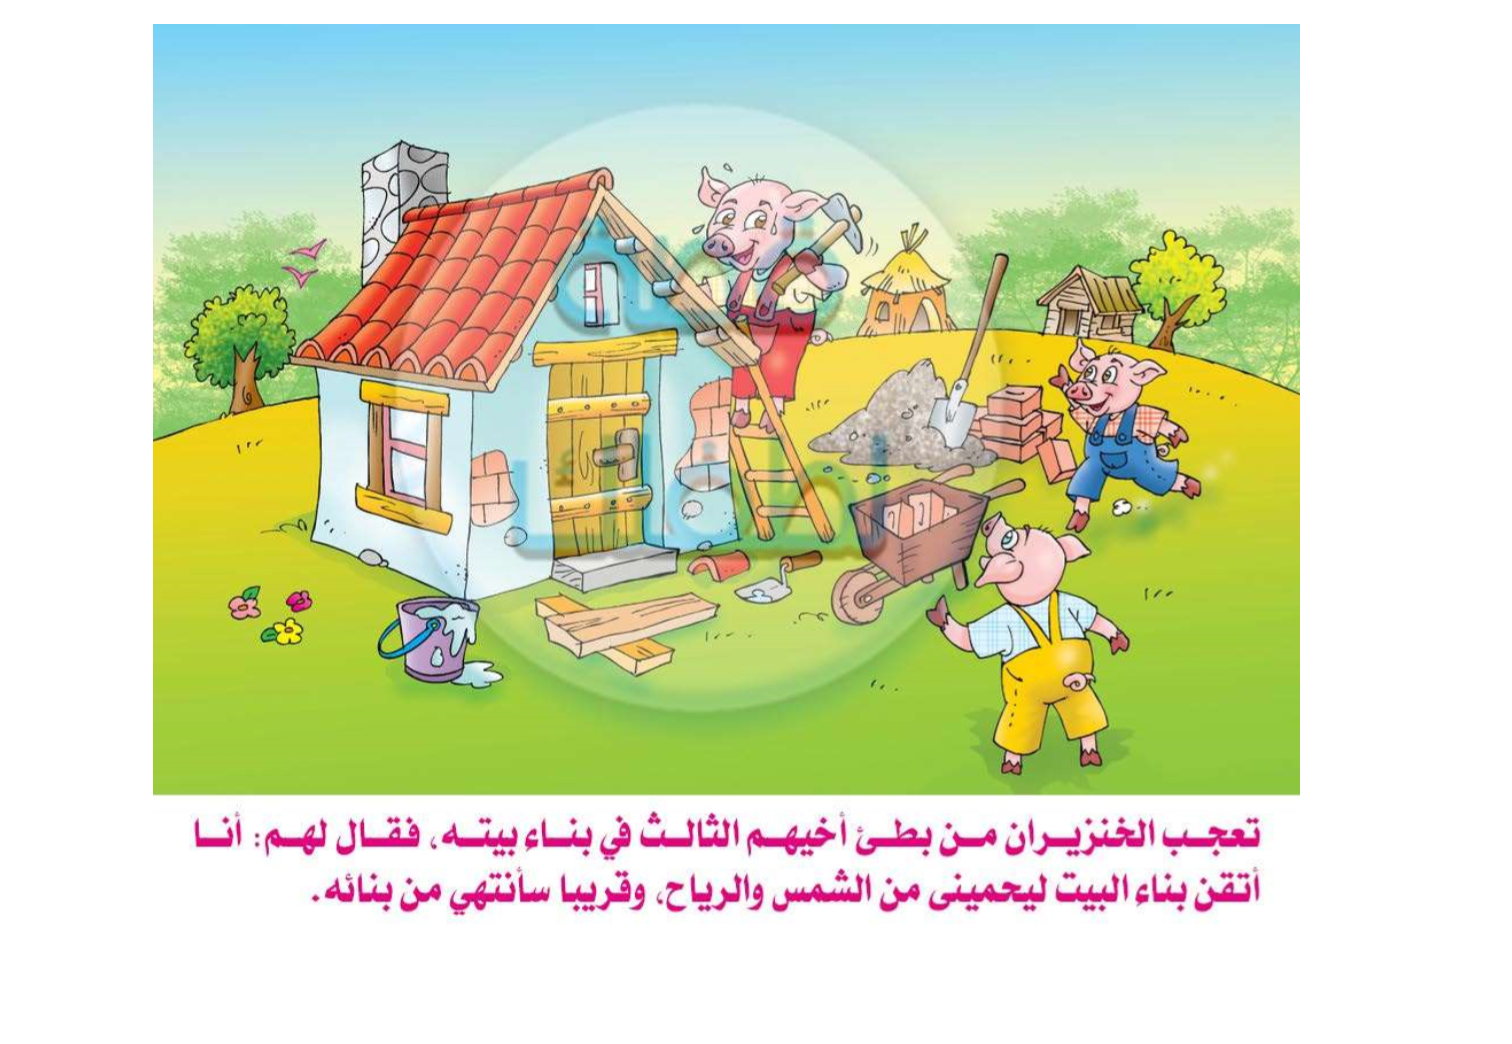 تعجب الخنزيران من بطئ أخيهم الثالث في بناء بيته، فقال لهم: أنا
أتقن بناء البيت ليحمينى من الشمس والرياح، وقريبا سأنتهي من بنائه.